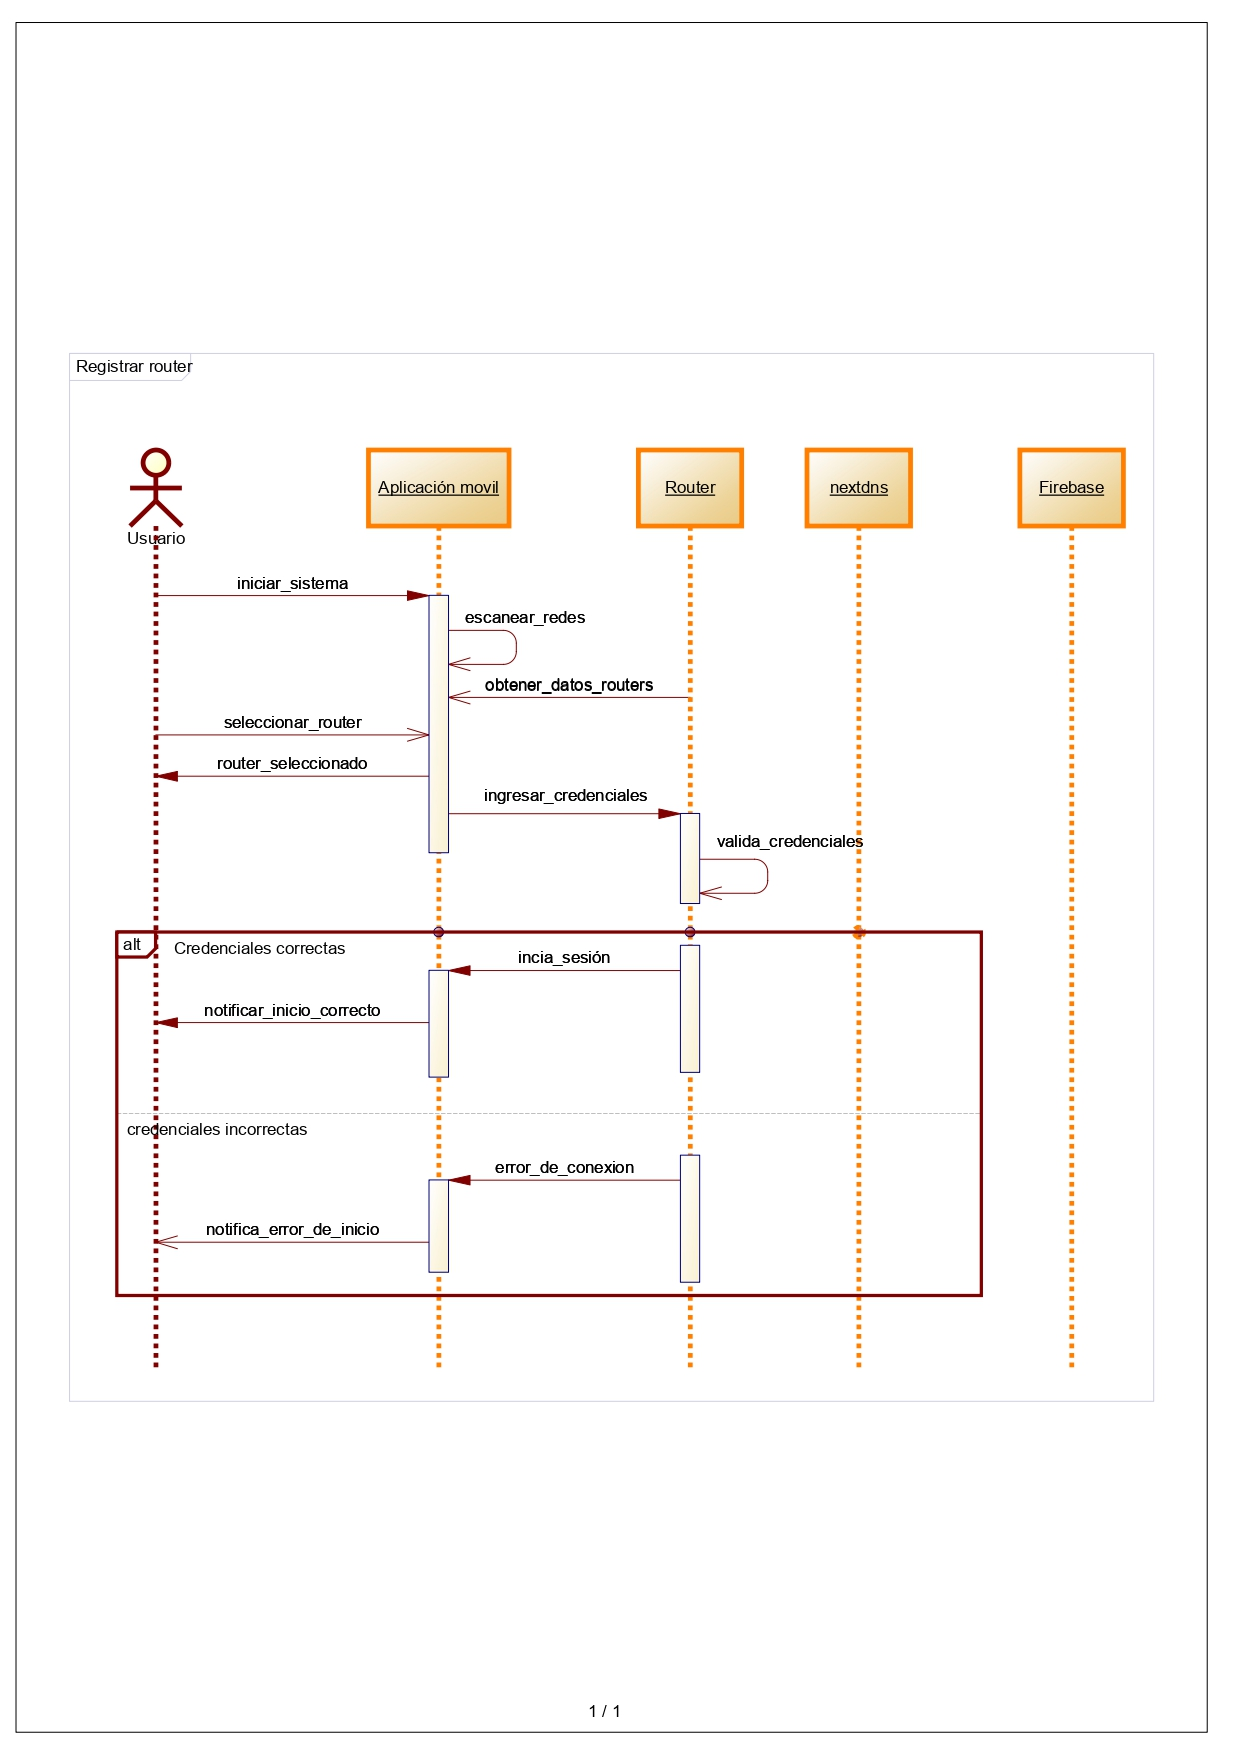 Registrar router
Usuario
Aplicación movil
Router
nextdns
Firebase
iniciar_sistema
escanear_redes
obtener_datos_routers
seleccionar_router
router_seleccionado
ingresar_credenciales
valida_credenciales
alt
Credenciales correctas
incia_sesión
notificar_inicio_correcto
credenciales incorrectas
error_de_conexion
notifica_error_de_inicio
1 / 1